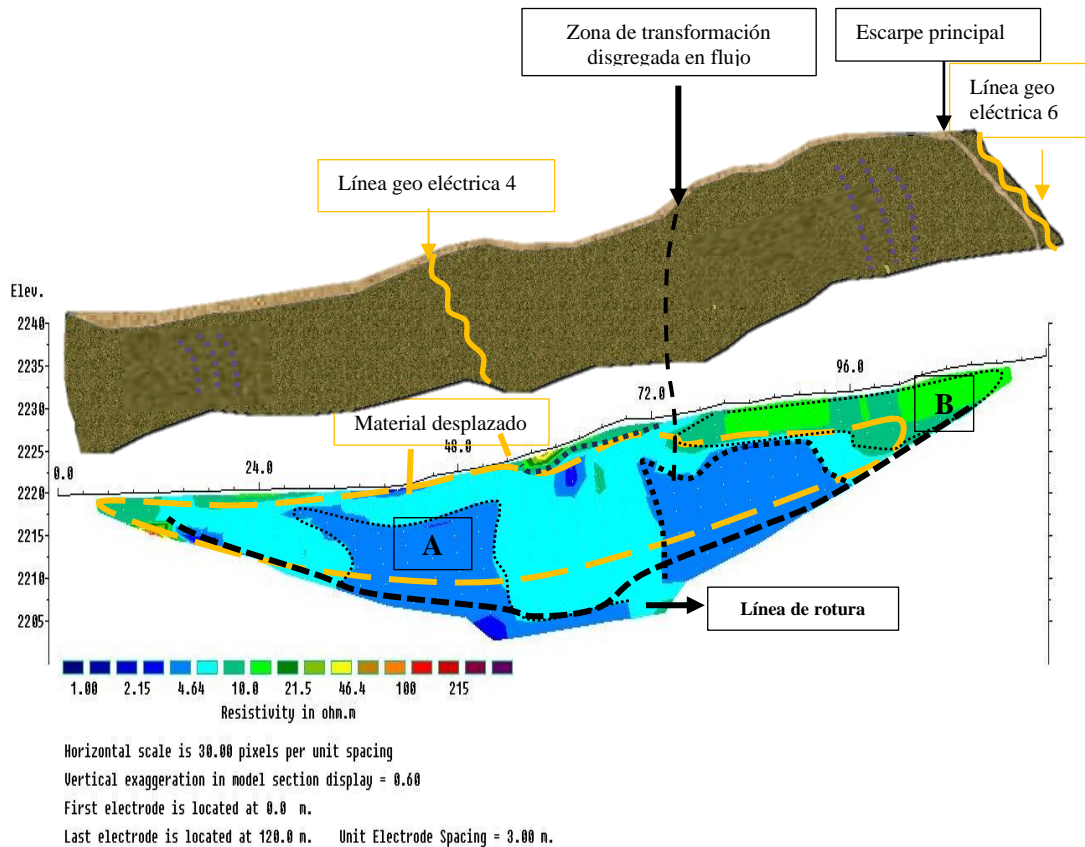 Zona de transformación
disgregada en flujo
Escarpe principal
Línea geo
eléctrica 6
Línea geo eléctrica 4
Elev.
2240
2235
2230
2225
2220
2215
2210
2205
Material desplazado
0.0
24.0
48.0
72.0
96.0
A
B
Línea de rotura
1.00 2.15 4.64 10.0 21.5 46.4 100 215
Resistivity in ohm.m
Horizontal scale is 30.00 pixels per unit spacing
Vertical exaggeration in model section display = 0.60
First electrode is located at 0.0 m.
Last electrode is located at 120.0 m. Unit Electrode Spacing = 3.00 m.